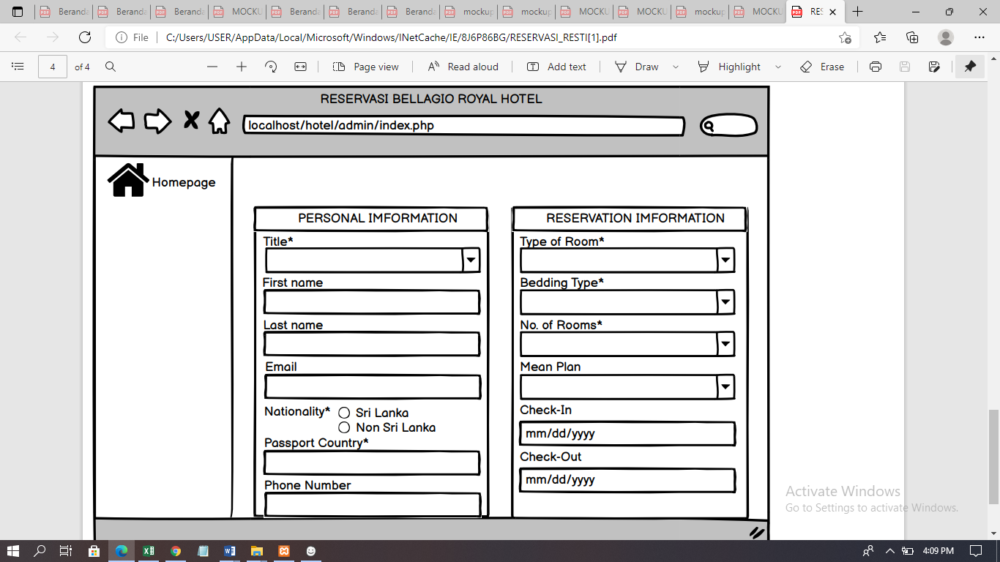 Beranda
Beranda
Beranda
MOCKU
Beranda
Beranda
Beranda
mockup
mockup
MOCKU
MOCKU
mockup
MOCKU
RES
File
C:/Users/USER/AppData/Local/Microsoft/Windows/INetCache/IE/8J6P86BG/RESERVASI_RESTI[1].pdf
4 of 4
Page view
Read aloud
Add text
Draw
Highlight
Erase
RESERVASI BELLAGIO ROYAL HOTEL
localhost/hotel/admin/index.php
Homepage
PERSONAL IMFORMATION
Title*
First name
Last name
Email
Nationality*
Sri Lanka
Non Sri Lanka
Passport Country*
Phone Number
RESERVATION IMFORMATION
Type of Room*
Bedding Type*
No. of Rooms*
Mean Plan
Check-In
mm/dd/yyyy
Check-Out
mm/dd/yyyy
Activate Windows
Go to Settings to activate Windows.
4:09 PM